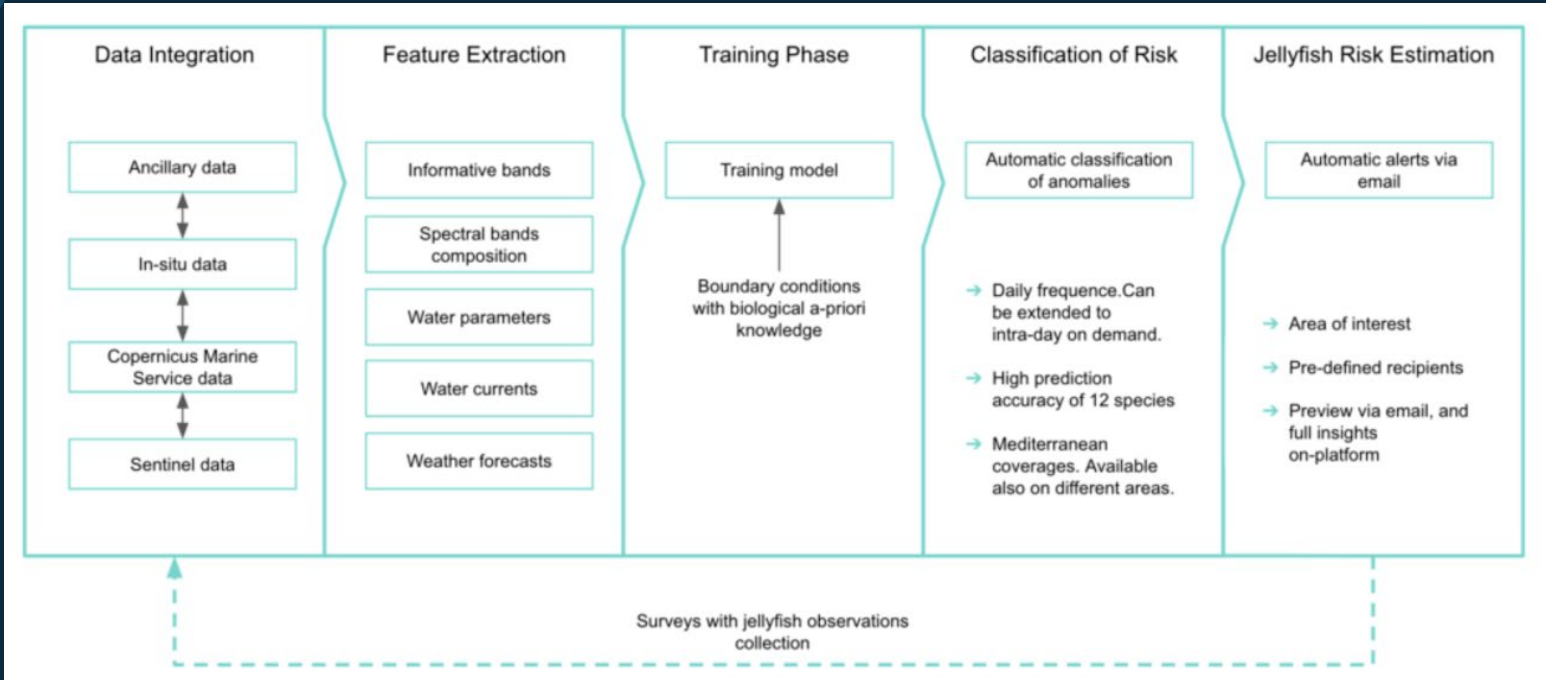 Data Integration
Feature Extraction
Training Phase
Classification of Risk
Jellyfish Risk Estimation
Ancillary data
In-situ data
Copernicus Marine
Service data
Sentinel data
Informative bands
Spectral bands
composition
Water parameters
Water currents
Weather forecasts
Training model
Boundary conditions
with biological a-priori
knowledge
Automatic classification
of anomalies
→ Daily frequence.Can
be extended to
intra-day on demand.
→ High prediction
accuracy of 12 species
→ Mediterranean
coverages. Available
also on different areas.
Automatic alerts via
email
→ Area of interest
→ Pre-defined recipients
→ Preview via email, and
full insights
on-platform
Surveys with jellyfish observations
collection